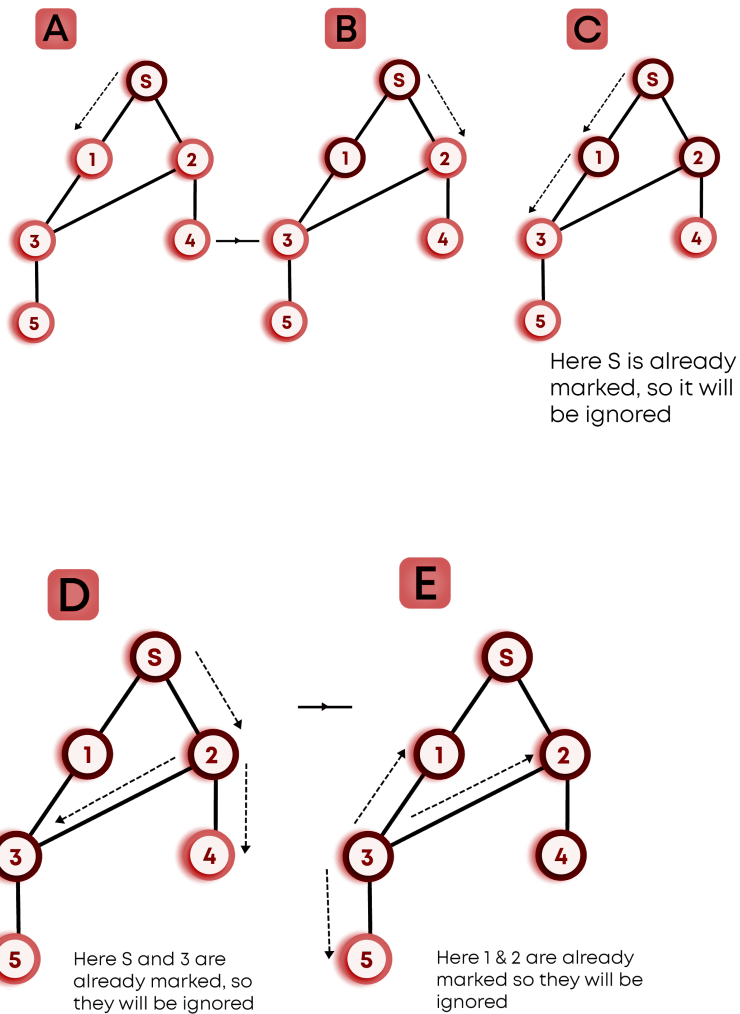 A
B
C
S
S
S
1
2
1
2
1
2
3
4
3
4
3
4
5
5
5
Here S is already
marked, so it will
be ignored
D
E
S
S
1
2
1
2
3
4
3
4
5
5
Here S and 3 are
already marked, so
they will be ignored
Here 1 & 2 are already
marked so they will be
ignored